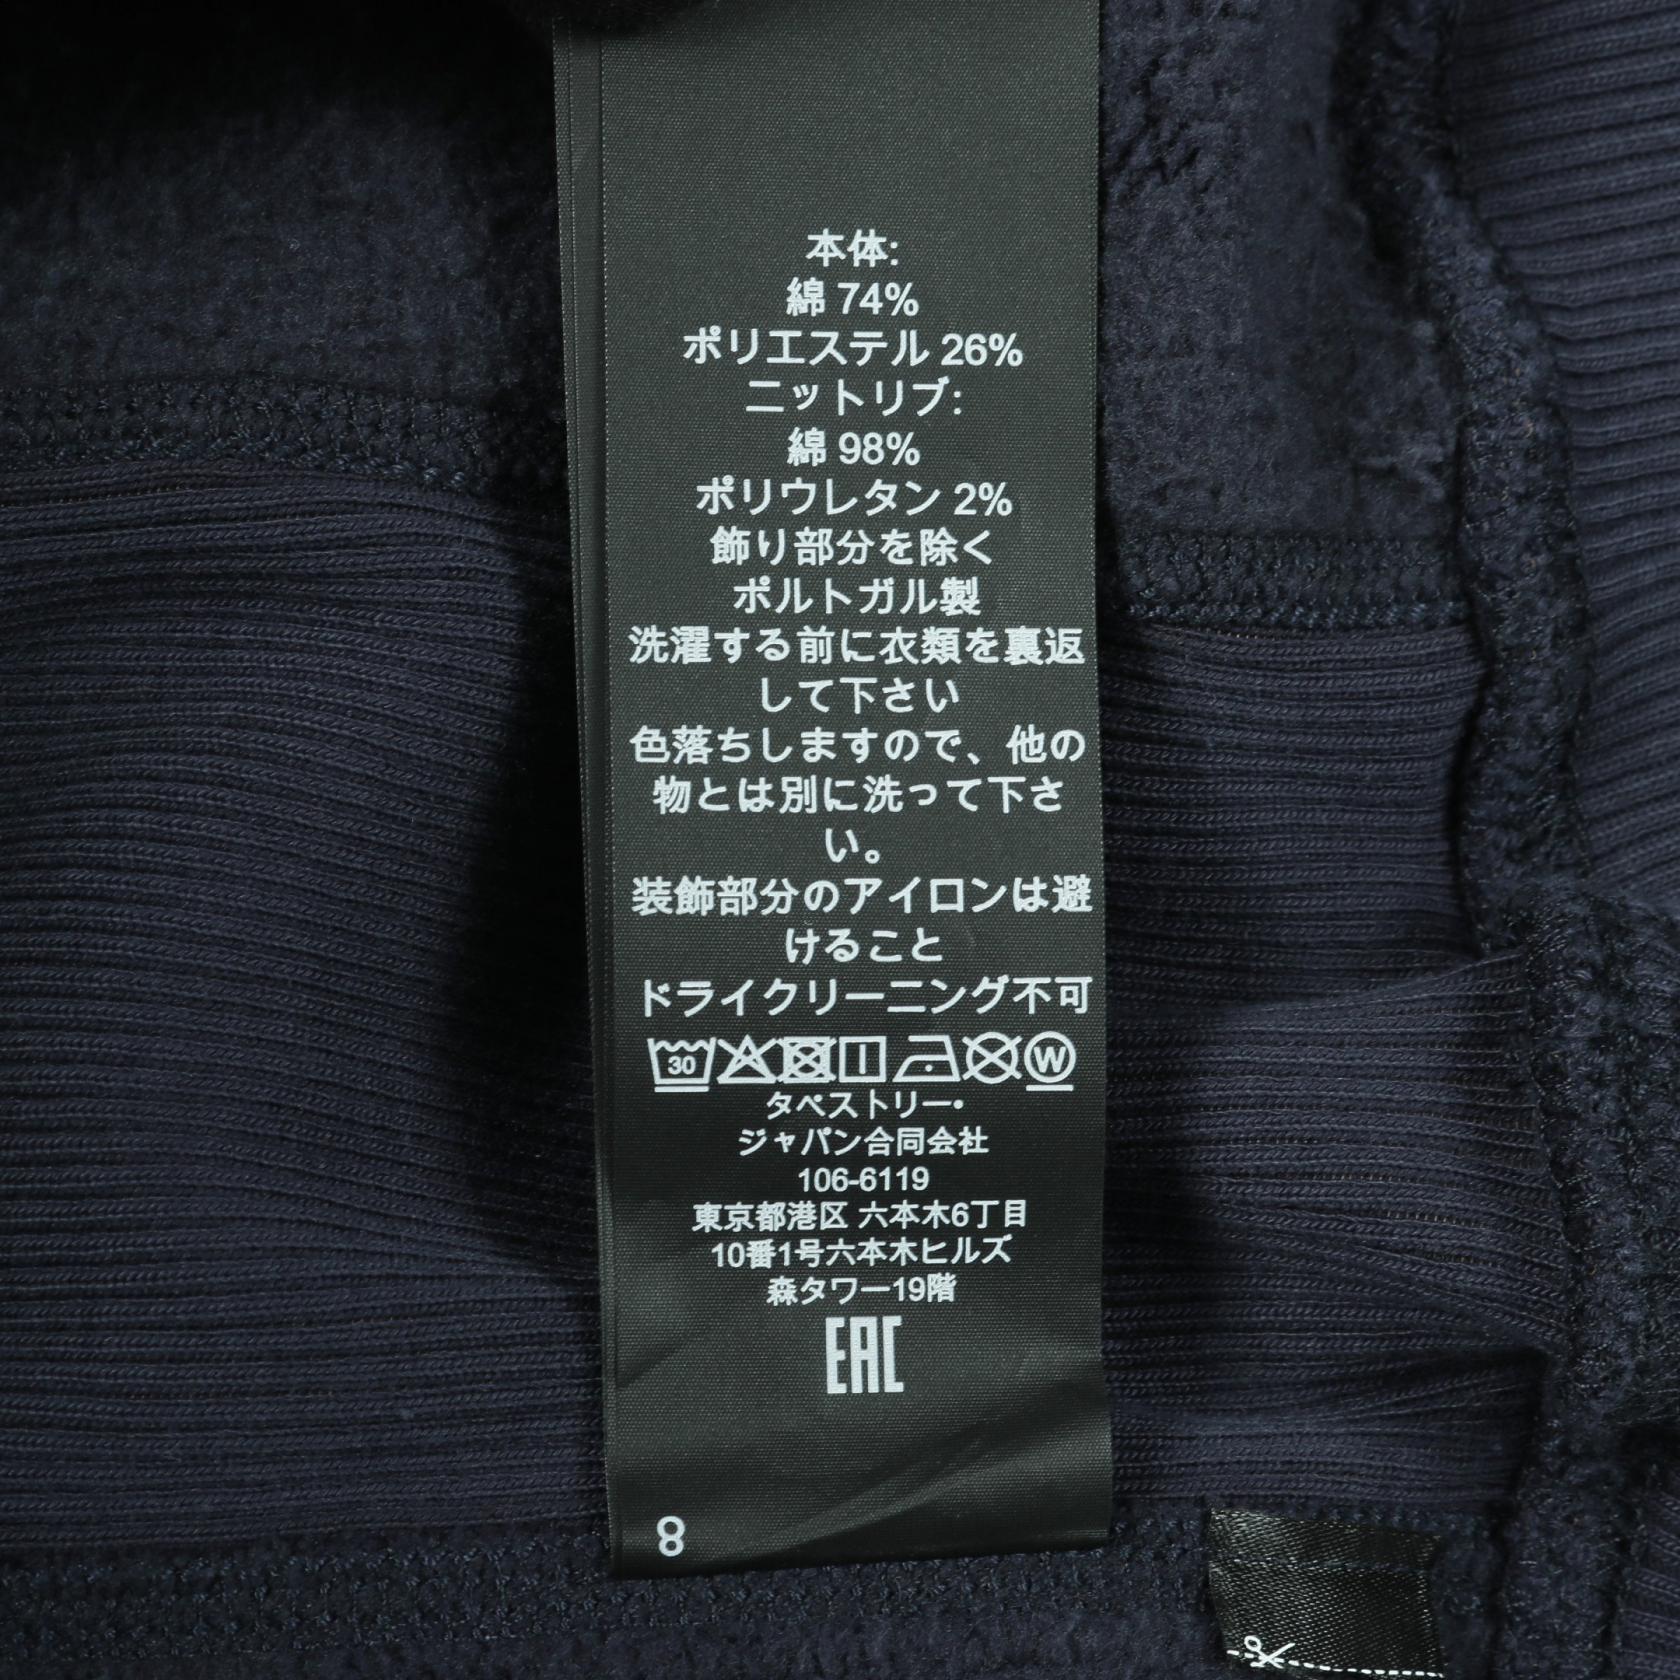 本体:
綿 74%
ポリエステル 26%
ニットリブ:
綿 98%
ポリウレタン 2%
飾り部分を除く
ポルトガル製
洗濯する前に衣類を裏返
して下さい
色落ちしますので、他の
物とは別に洗って下さ
い。
装飾部分のアイロンは避
けること
ドライクリーニング不可
30 W
タペストリー・
ジャパン合同会社
106-6119
東京都港区 六本木6丁目
10番1号六本木ヒルズ
森タワー19階
EAC
8